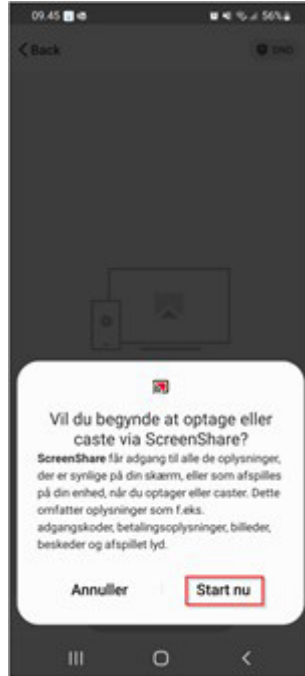 09.45
56%
Back
DND
Vil du begynde at optage eller
caste via ScreenShare?
ScreenShare får adgang til alle de oplysninger,
der er synlige på din skærm, eller som afspilles
på din enhed, når du optager eller caster. Dette
omfatter oplysninger som f.eks.
adgangskoder, betalingsoplysninger, billeder,
beskeder og afspillet lyd.
Annuller
Start nu